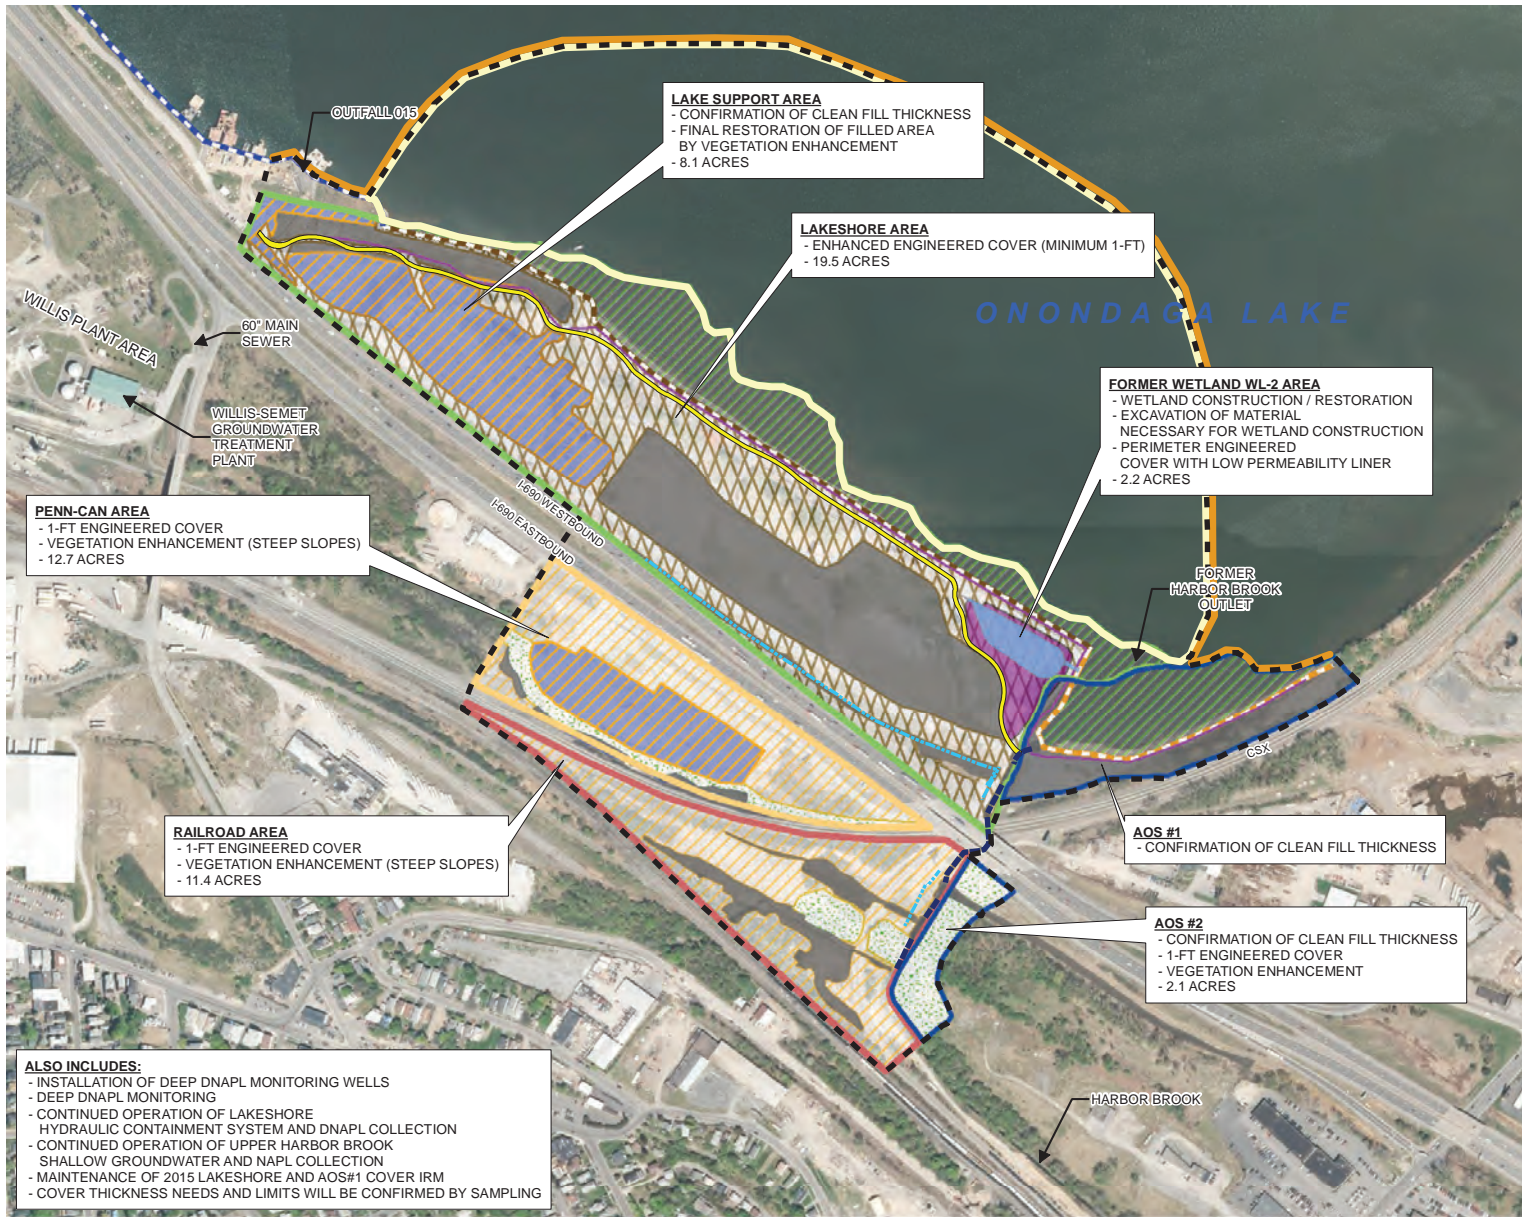 OUTFALL 015
LAKE SUPPORT AREA
- CONFIRMATION OF CLEAN FILL THICKNESS
- FINAL RESTORATION OF FILLED AREA
BY VEGETATION ENHANCEMENT
- 8.1 ACRES
LAKESHORE AREA
- ENHANCED ENGINEERED COVER (MINIMUM 1-FT)
- 19.5 ACRES
ONONDAGA LAKE
WILLIS PLANT AREA
60" MAIN
SEWER
WILLIS-SEMET
GROUNDWATER
TREATMENT
PLANT
FORMER WETLAND WL-2 AREA
- WETLAND CONSTRUCTION / RESTORATION
- EXCAVATION OF MATERIAL
NECESSARY FOR WETLAND CONSTRUCTION
- PERIMETER ENGINEERED
COVER WITH LOW PERMEABILITY LINER
- 2.2 ACRES
I-690 WESTBOUND
I-690 EASTBOUND
PENN-CAN AREA
- 1-FT ENGINEERED COVER
- VEGETATION ENHANCEMENT (STEEP SLOPES)
- 12.7 ACRES
FORMER
HARBOR BROOK
OUTLET
CSX
RAILROAD AREA
- 1-FT ENGINEERED COVER
- VEGETATION ENHANCEMENT (STEEP SLOPES)
- 11.4 ACRES
AOS #1
- CONFIRMATION OF CLEAN FILL THICKNESS
AOS #2
- CONFIRMATION OF CLEAN FILL THICKNESS
- 1-FT ENGINEERED COVER
- VEGETATION ENHANCEMENT
- 2.1 ACRES
ALSO INCLUDES:
- INSTALLATION OF DEEP DNAPL MONITORING WELLS
- DEEP DNAPL MONITORING
- CONTINUED OPERATION OF LAKESHORE
HYDRAULIC CONTAINMENT SYSTEM AND DNAPL COLLECTION
- CONTINUED OPERATION OF UPPER HARBOR BROOK
SHALLOW GROUNDWATER AND NAPL COLLECTION
- MAINTENANCE OF 2015 LAKESHORE AND AOS#1 COVER IRM
- COVER THICKNESS NEEDS AND LIMITS WILL BE CONFIRMED BY SAMPLING
HARBOR BROOK